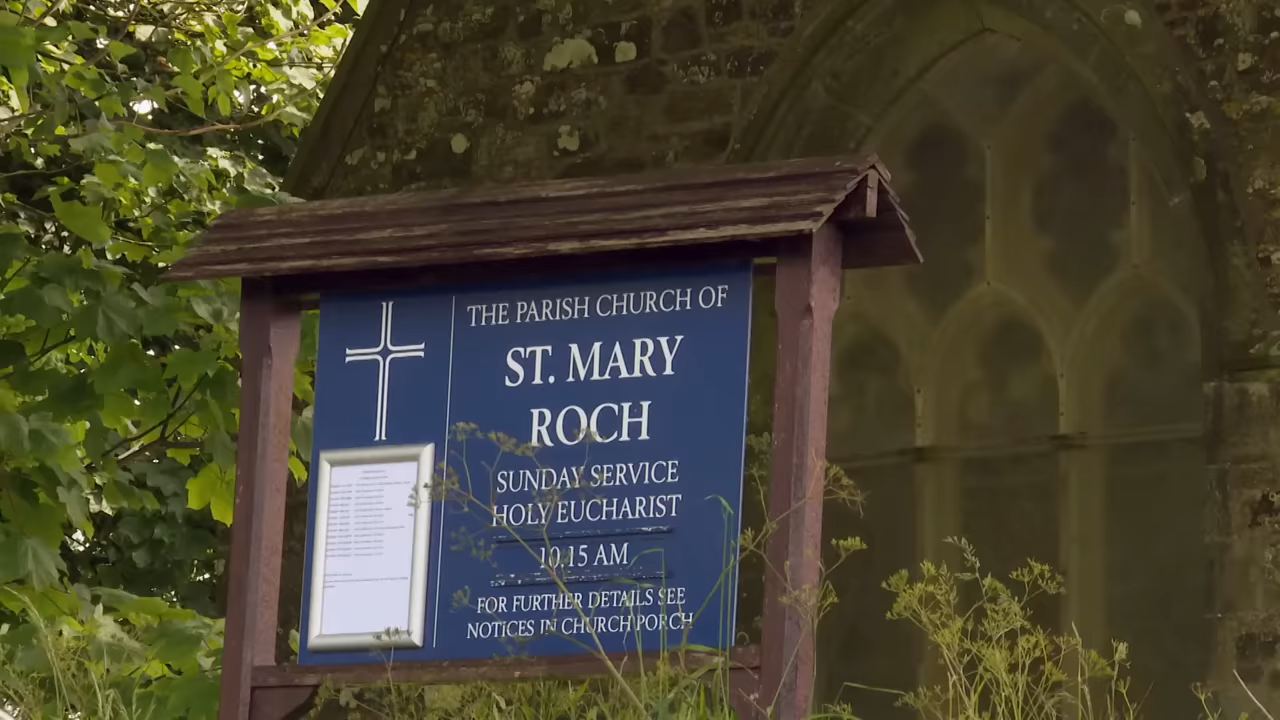 THE PARISH CHURCH OF
ST. MARY
ROCH
SUNDAY SERVICE
HOLY EUCHARIST
10.15 AM
FOR FURTHER DETAILS SEE
NOTICES IN CHURCH PORCH